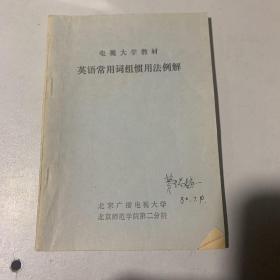 电视大学教材
英语常用词组惯用法例解
北京广播电视大学
北京师范学院第二分院